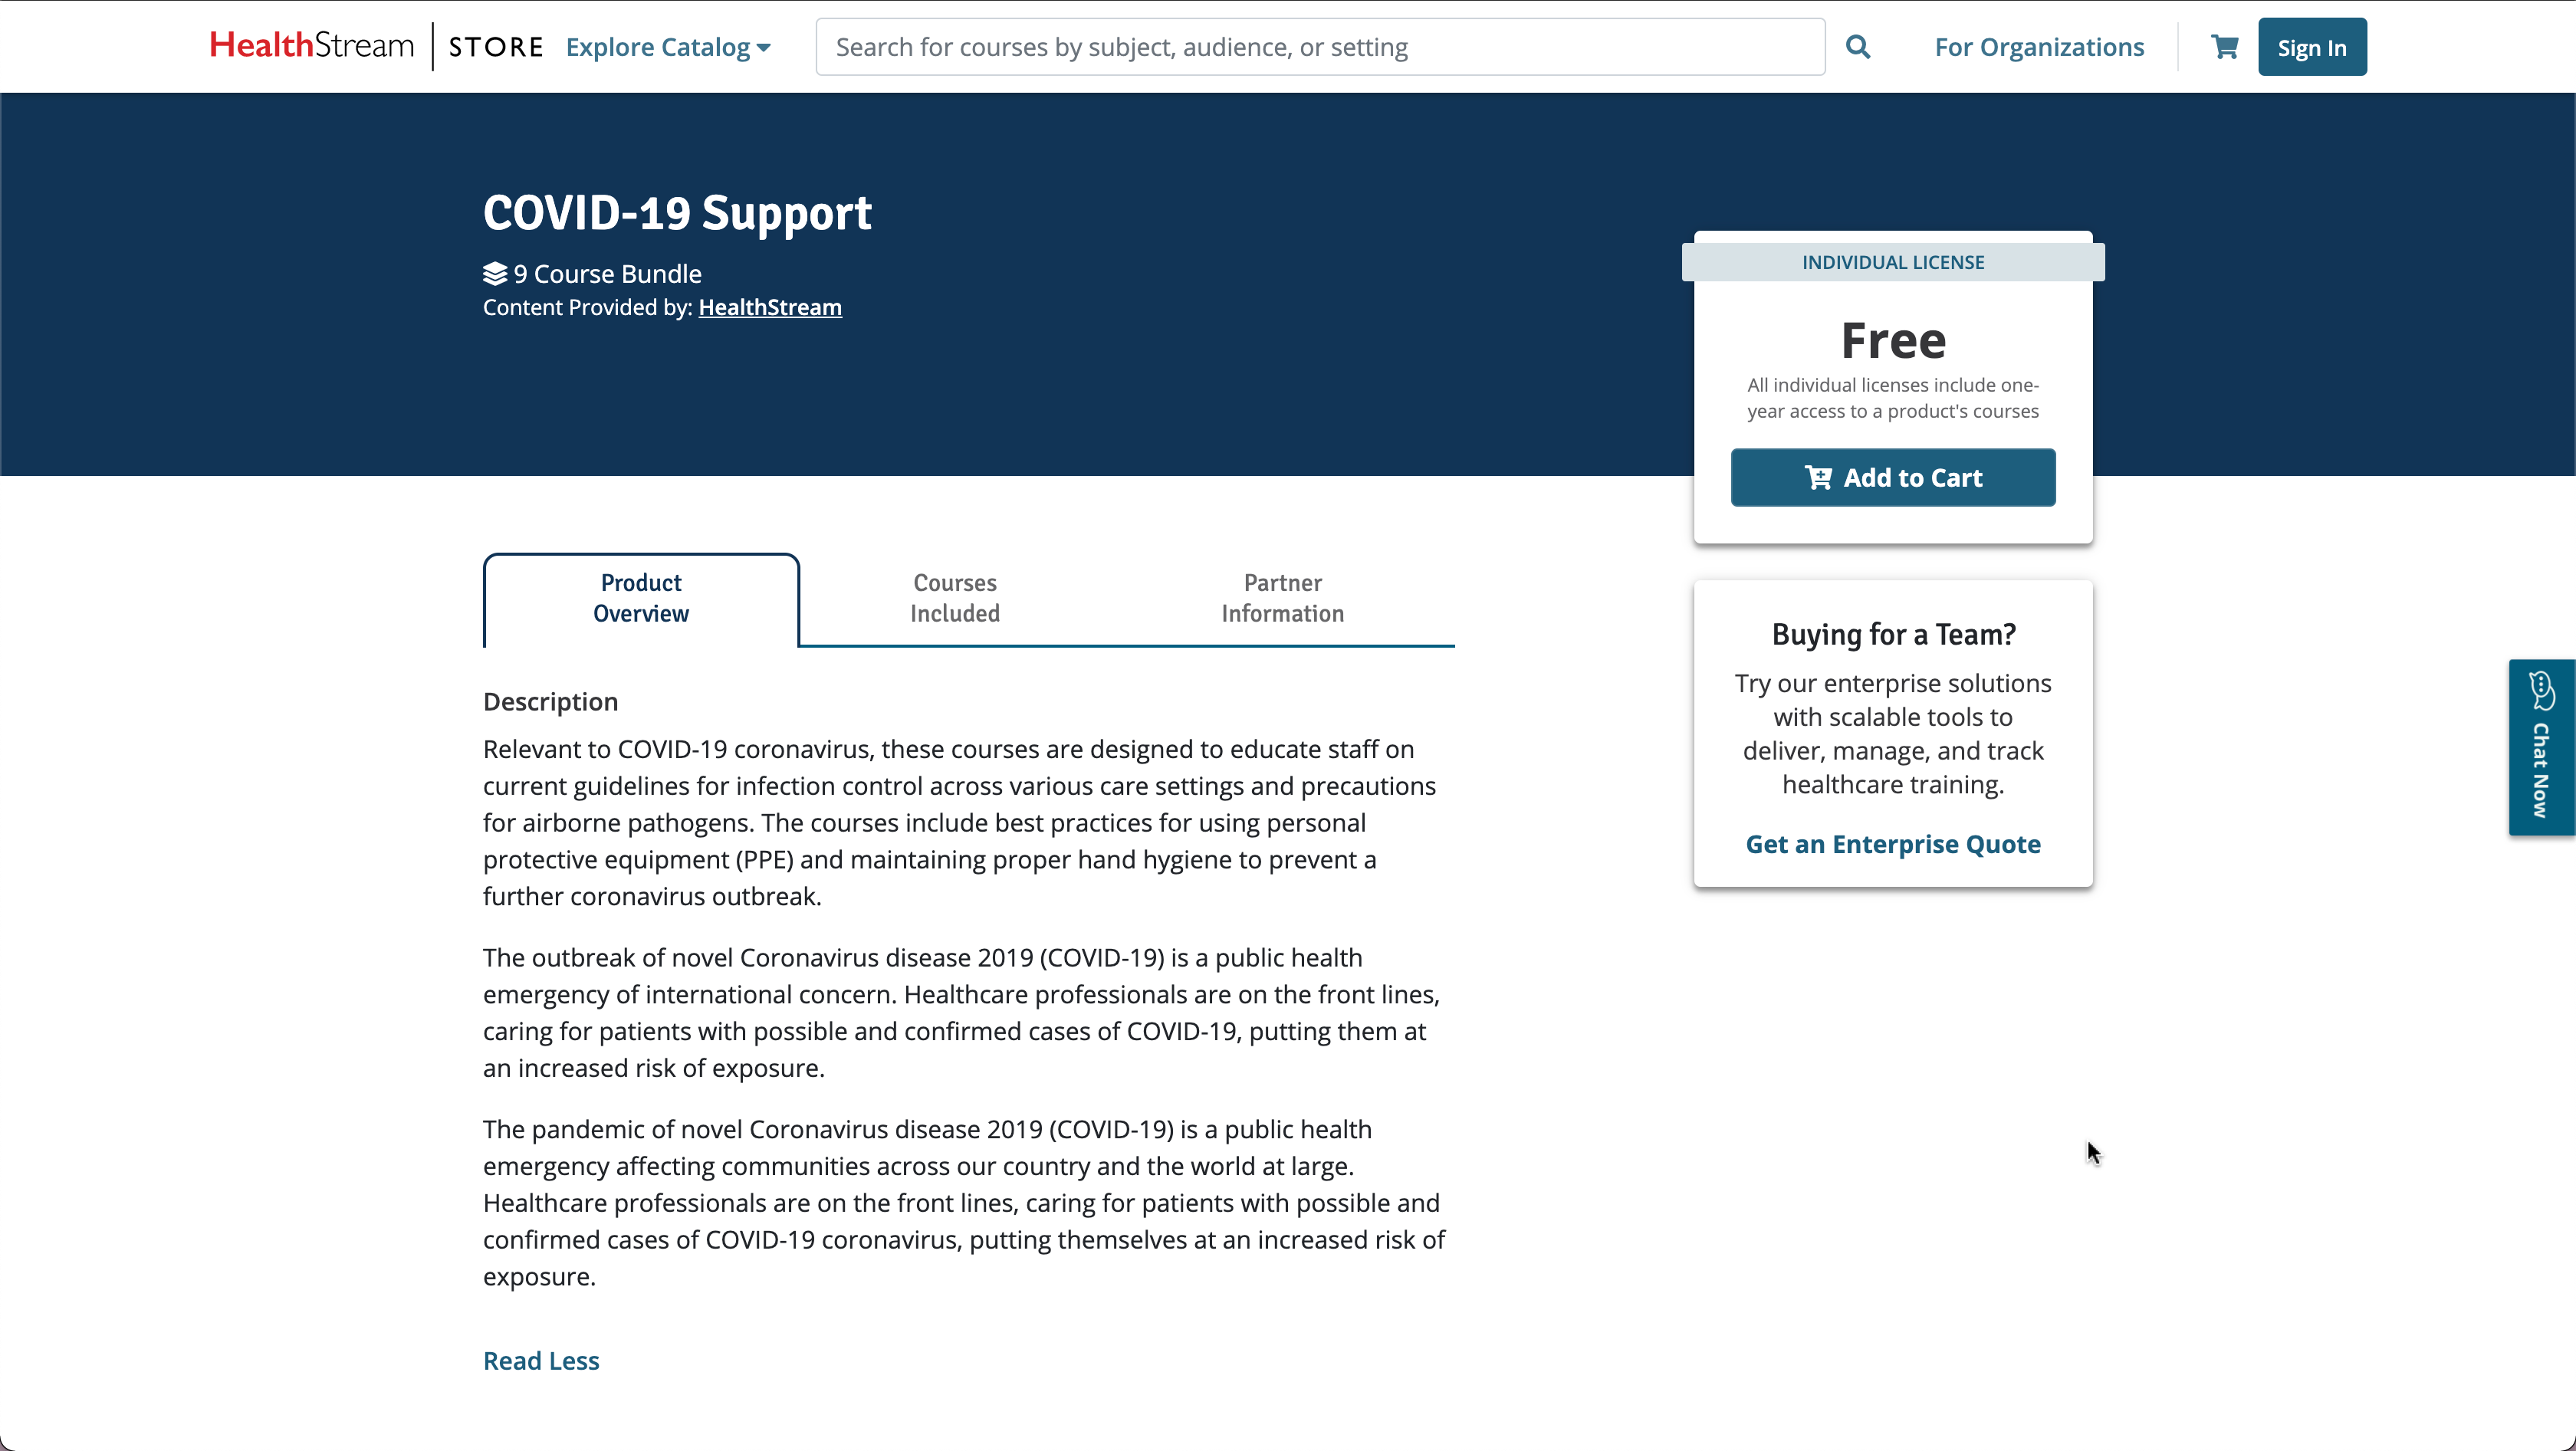 HealthStream STORE Explore Catalog Search for courses by subject, audience, or setting For Organizations Sign In
COVID-19 Support
9 Course Bundle
Content Provided by: HealthStream
INDIVIDUAL LICENSE
Free
All individual licenses include one-
year access to a product's courses
Add to Cart
Product
Overview
Courses
Included
Partner
Information
Description
Relevant to COVID-19 coronavirus, these courses are designed to educate staff on
current guidelines for infection control across various care settings and precautions
for airborne pathogens. The courses include best practices for using personal
protective equipment (PPE) and maintaining proper hand hygiene to prevent a
further coronavirus outbreak.
The outbreak of novel Coronavirus disease 2019 (COVID-19) is a public health
emergency of international concern. Healthcare professionals are on the front lines,
caring for patients with possible and confirmed cases of COVID-19, putting them at
an increased risk of exposure.
The pandemic of novel Coronavirus disease 2019 (COVID-19) is a public health
emergency affecting communities across our country and the world at large.
Healthcare professionals are on the front lines, caring for patients with possible and
confirmed cases of COVID-19 coronavirus, putting themselves at an increased risk of
exposure.
Read Less
Buying for a Team?
Try our enterprise solutions
with scalable tools to
deliver, manage, and track
healthcare training.
Get an Enterprise Quote
Chat Now